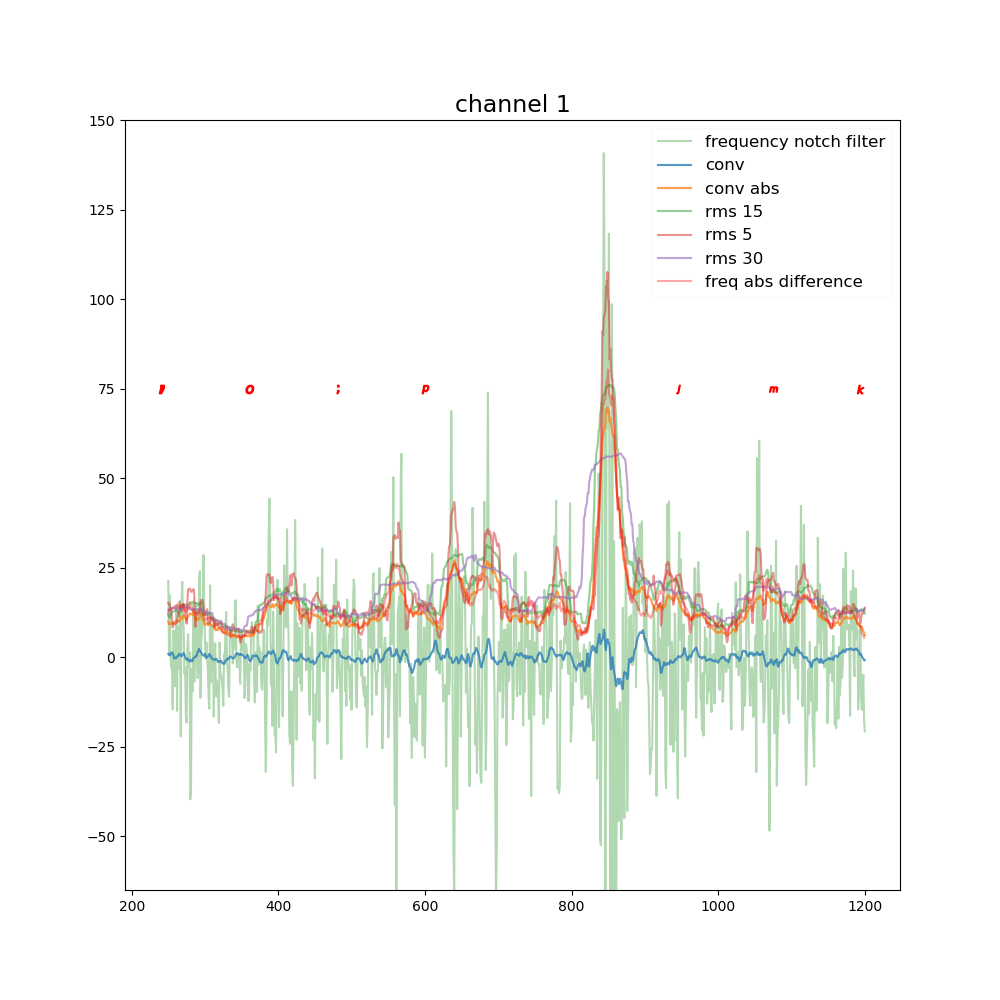 channel 1
150
frequency notch filter
conv
125
conv abs
rms 15
rms 5
rms 30
100
freq abs difference
75
O ; p j m k
50
25
0
−25
−50
200 400 600 800 1000 1200